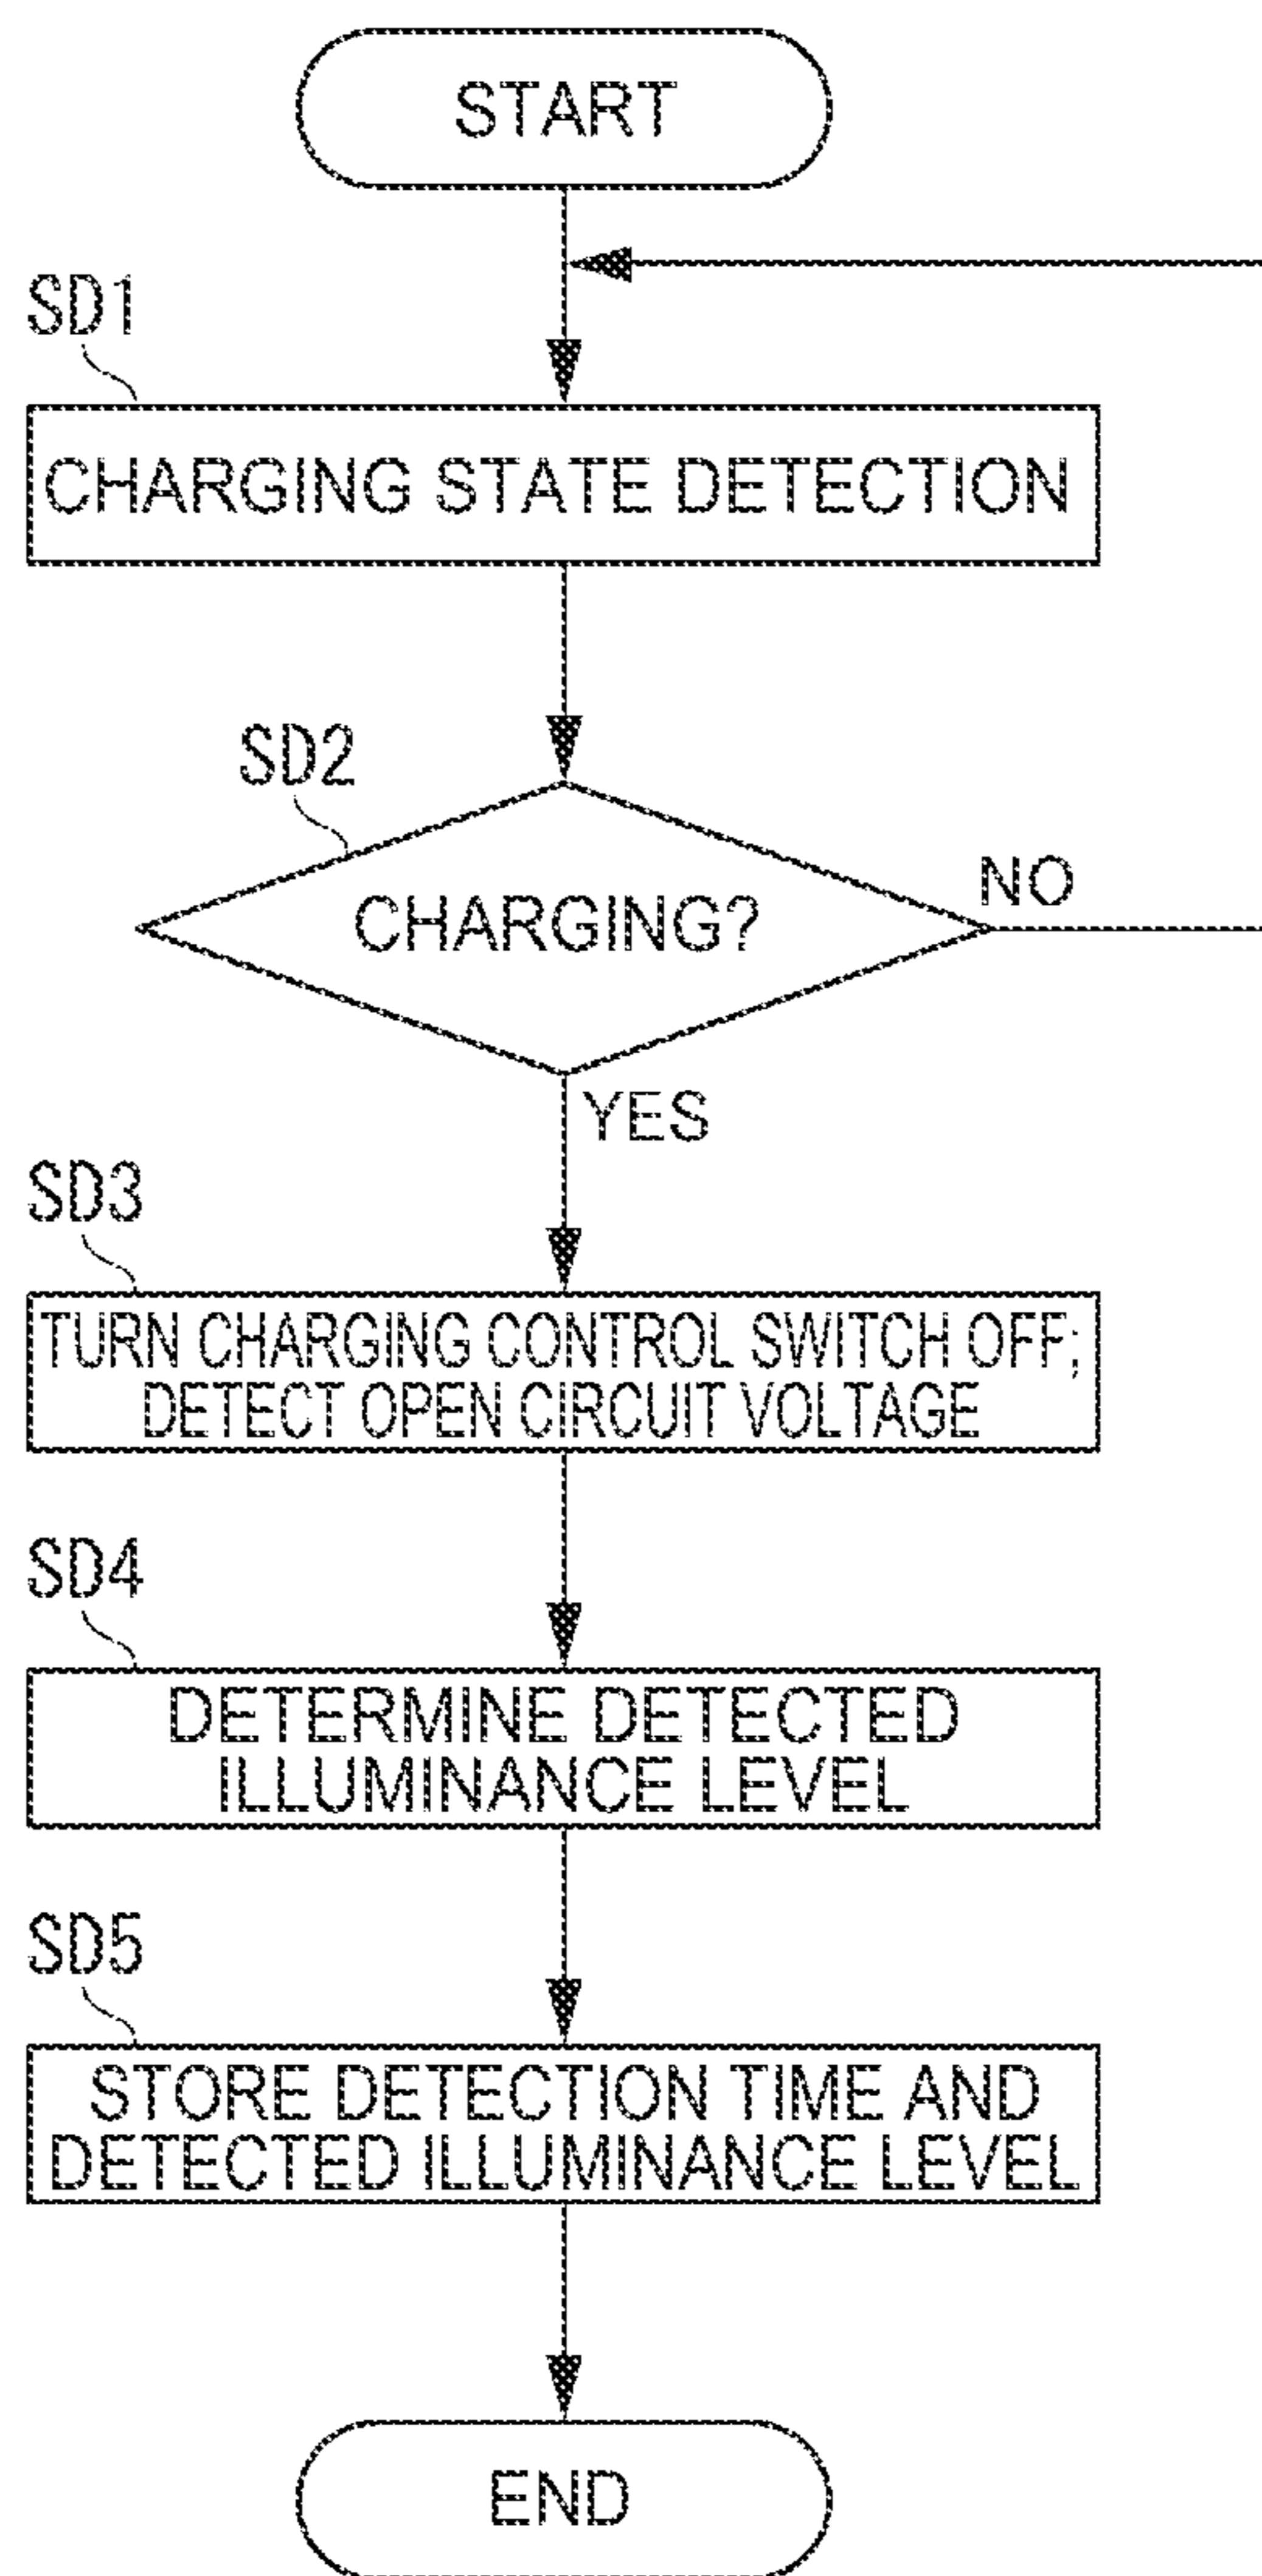 START
SD1
CHARGING STATE DETECTION
SD2
CHARGING?
NO
YES
SD3
TURN CHARGING CONTROL SWITCH OFF;
DETECT OPEN CIRCUIT VOLTAGE
SD4
DETERMINE DETECTED
ILLUMINANCE LEVEL
SD5
STORE DETECTION TIME AND
DETECTED ILLUMINANCE LEVEL
END